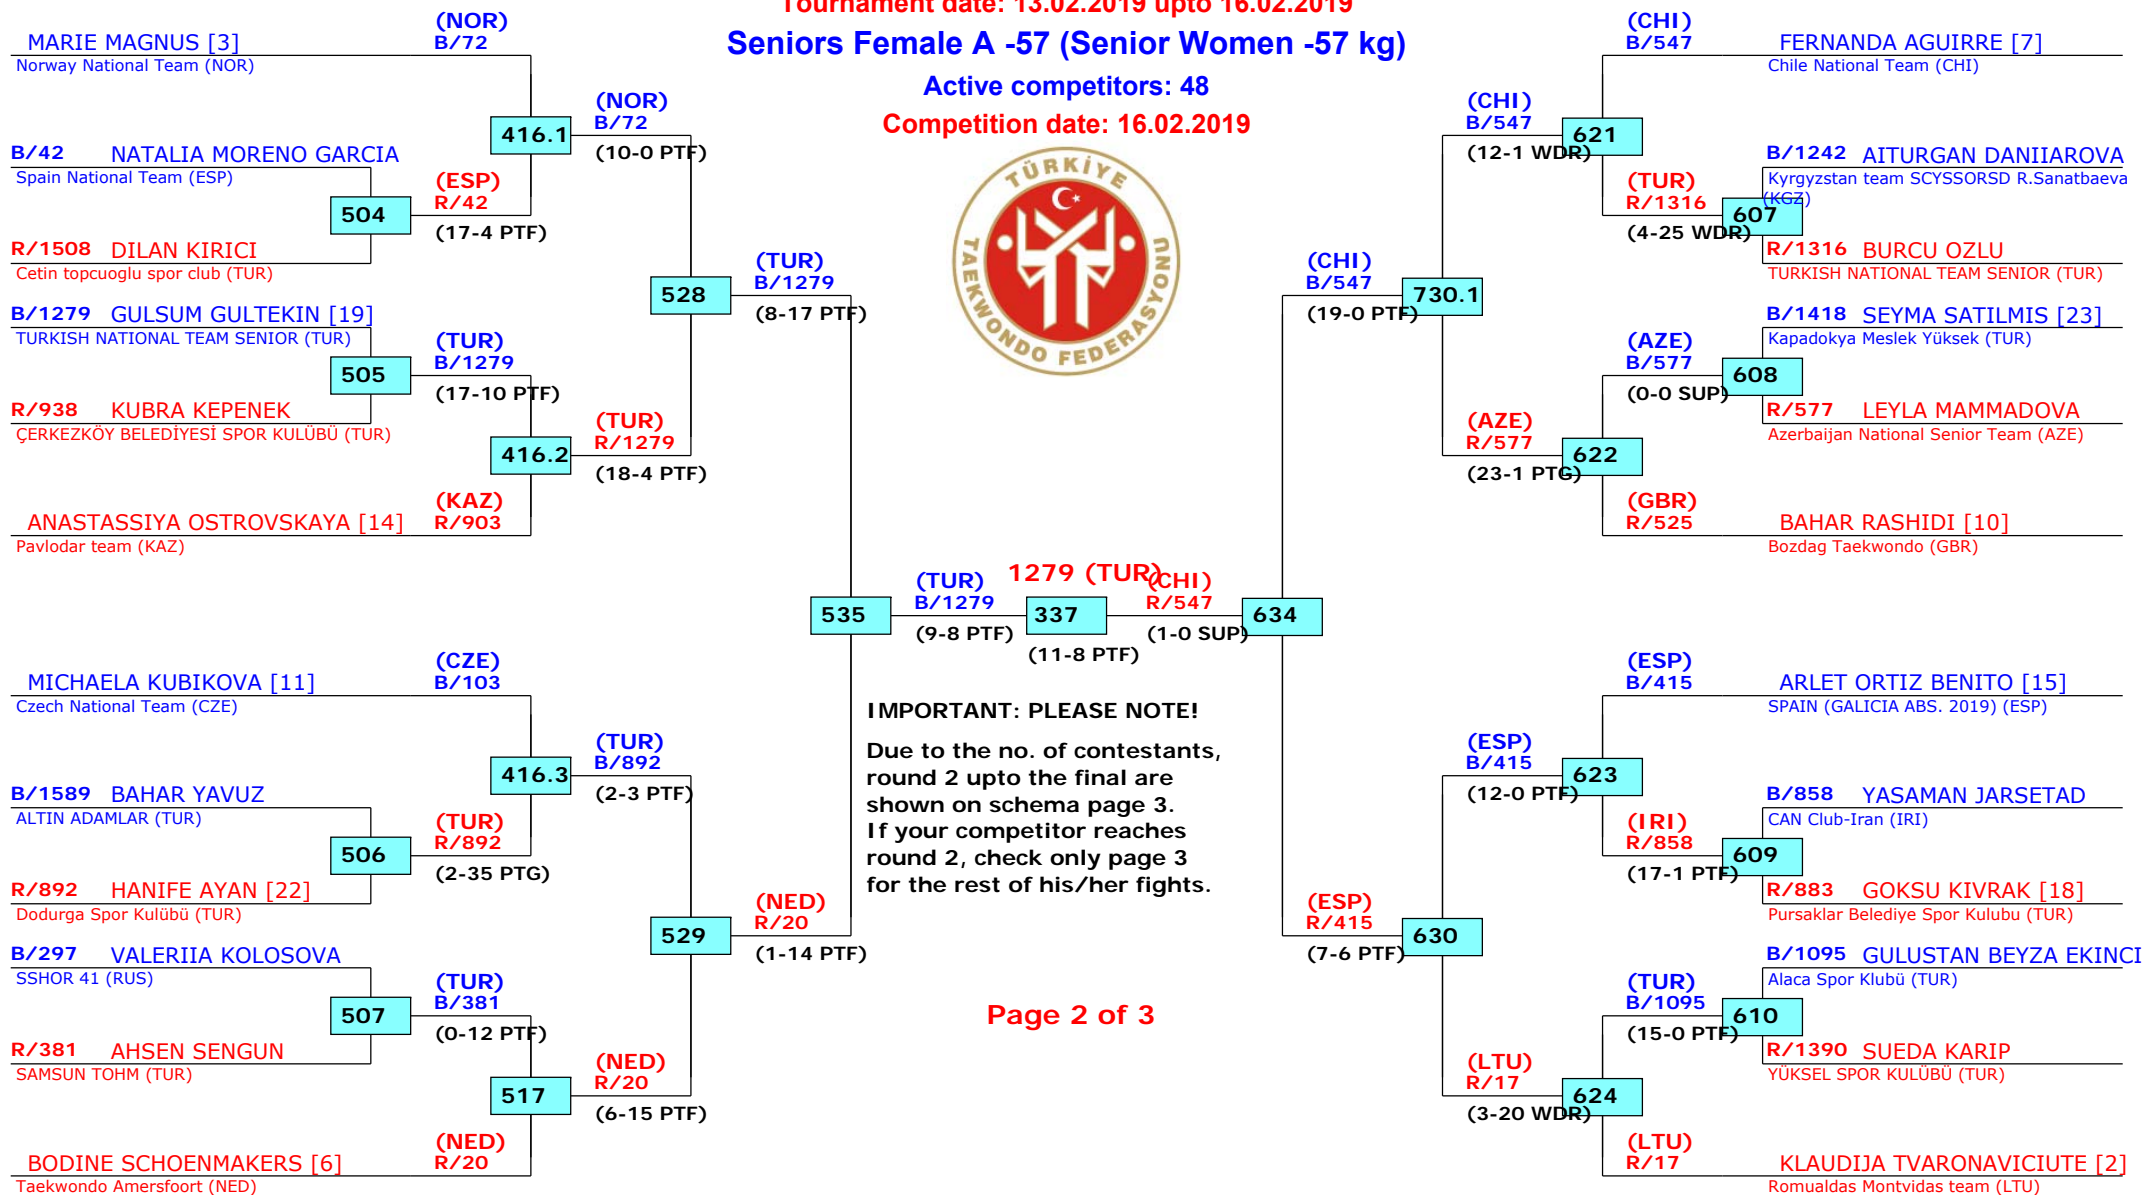 Tournament date: 13.02.2019 upto 16.02.2019
Seniors Female A -57 (Senior Women -57 kg)
Active competitors: 48
Competition date: 16.02.2019
TÜRKİYE TAEKWONDO FEDERASYONU
(NOR)
MARIE MAGNUS [3] B/72
Norway National Team (NOR)
(NOR)
B/72
416.1
(10-0 PTF)
B/42 NATALIA MORENO GARCIA
Spain National Team (ESP)
(ESP)
R/42
504
(17-4 PTF)
R/1508 DILAN KIRICI
Cetin topcuoglu spor club (TUR)
(TUR)
B/1279
528
(8-17 PTF)
B/1279 GULSUM GULTEKIN [19]
TURKISH NATIONAL TEAM SENIOR (TUR)
(TUR)
B/1279
505
(17-10 PTF)
R/938 KUBRA KEPENEK
ÇERKEZKÖY BELEDİYESİ SPOR KULÜBÜ (TUR)
(TUR)
R/1279
416.2
(18-4 PTF)
(KAZ)
ANASTASSIYA OSTROVSKAYA [14] R/903
Pavlodar team (KAZ)
(TUR)
B/1279
535
(9-8 PTF)
1279 (TUR)
337
(11-8 PTF)
(CHI)
R/547
634
(1-0 SUP)
(CZE)
MICHAELA KUBIKOVA [11] B/103
Czech National Team (CZE)
(TUR)
B/892
416.3
(2-3 PTF)
B/1589 BAHAR YAVUZ
ALTIN ADAMLAR (TUR)
(TUR)
R/892
506
(2-35 PTG)
R/892 HANIFE AYAN [22]
Dodurga Spor Kulübü (TUR)
(NED)
R/20
529
(1-14 PTF)
B/297 VALERIIA KOLOSOVA
SSHOR 41 (RUS)
(TUR)
B/381
507
(0-12 PTF)
R/381 AHSEN SENGUN
SAMSUN TOHM (TUR)
(NED)
R/20
517
(6-15 PTF)
(NED)
BODINE SCHOENMAKERS [6] R/20
Taekwondo Amersfoort (NED)
IMPORTANT: PLEASE NOTE!
Due to the no. of contestants,
round 2 upto the final are
shown on schema page 3.
If your competitor reaches
round 2, check only page 3
for the rest of his/her fights.
Page 2 of 3
(CHI)
B/547 FERNANDA AGUIRRE [7]
Chile National Team (CHI)
(CHI)
B/547
621
(12-1 WDR)
B/1242 AITURGAN DANIIAROVA
Kyrgyzstan team SCYSSORSD R.Sanatbaeva
(KGZ)
(TUR)
R/1316
607
(4-25 WDR)
R/1316 BURCU OZLU
TURKISH NATIONAL TEAM SENIOR (TUR)
(CHI)
B/547
730.1
(19-0 PTF)
B/1418 SEYMA SATILMIS [23]
Kapadokya Meslek Yüksek (TUR)
(AZE)
B/577
608
(0-0 SUP)
R/577 LEYLA MAMMADOVA
Azerbaijan National Senior Team (AZE)
(AZE)
R/577
622
(23-1 PTG)
(GBR)
R/525 BAHAR RASHIDI [10]
Bozdag Taekwondo (GBR)
(ESP)
B/415 ARLET ORTIZ BENITO [15]
SPAIN (GALICIA ABS. 2019) (ESP)
(ESP)
B/415
623
(12-0 PTF)
B/858 YASAMAN JARSETAD
CAN Club-Iran (IRI)
(IRI)
R/858
609
(17-1 PTF)
R/883 GOKSU KIVRAK [18]
Pursaklar Belediye Spor Kulubu (TUR)
(ESP)
R/415
630
(7-6 PTF)
B/1095 GULUSTAN BEYZA EKINCI
Alaca Spor Klubü (TUR)
(TUR)
B/1095
610
(15-0 PTF)
R/1390 SUEDA KARIP
YÜKSEL SPOR KULÜBÜ (TUR)
(LTU)
R/17
624
(3-20 WDR)
(LTU)
R/17 KLAUDIJA TVARONAVICIUTE [2]
Romualdas Montvidas team (LTU)